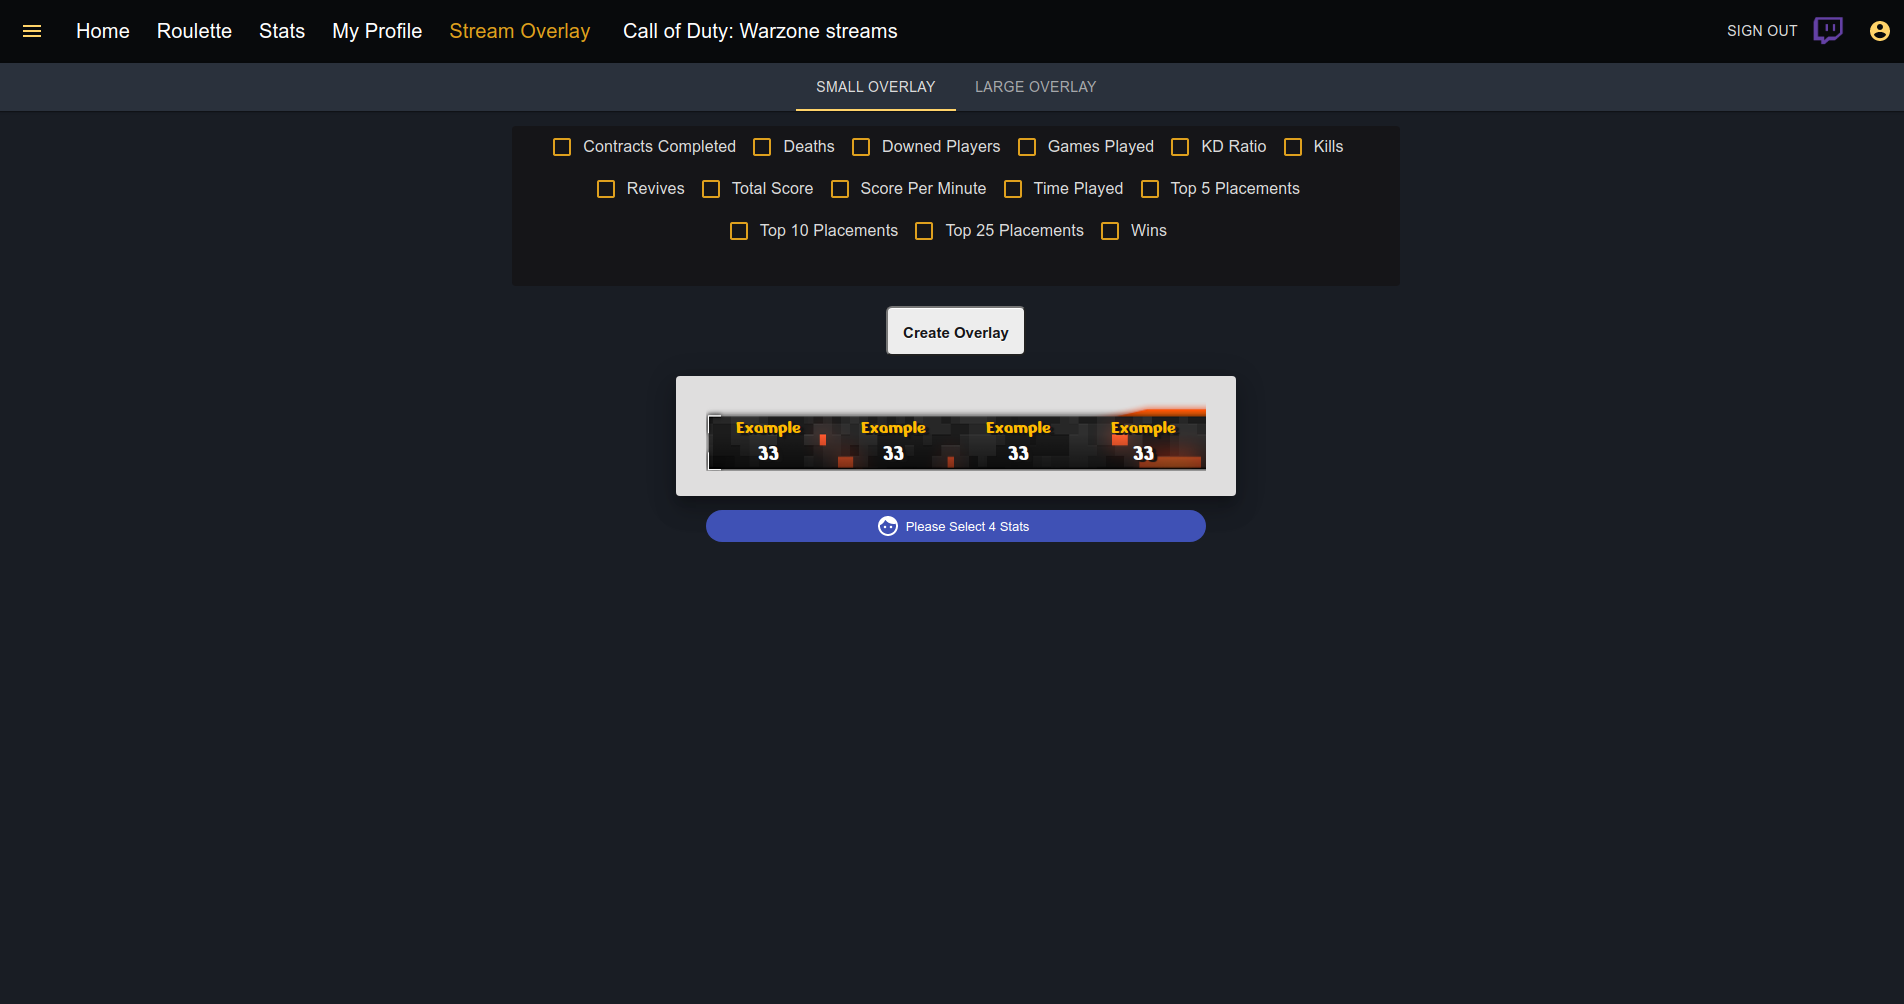 Home Roulette Stats My Profile Stream Overlay Call of Duty: Warzone streams SIGN OUT
SMALL OVERLAY LARGE OVERLAY
Contracts Completed Deaths Downed Players Games Played KD Ratio Kills
Revives Total Score Score Per Minute Time Played Top 5 Placements
Top 10 Placements Top 25 Placements Wins
Create Overlay
Example Example Example Example
33 33 33 33
Please Select 4 Stats